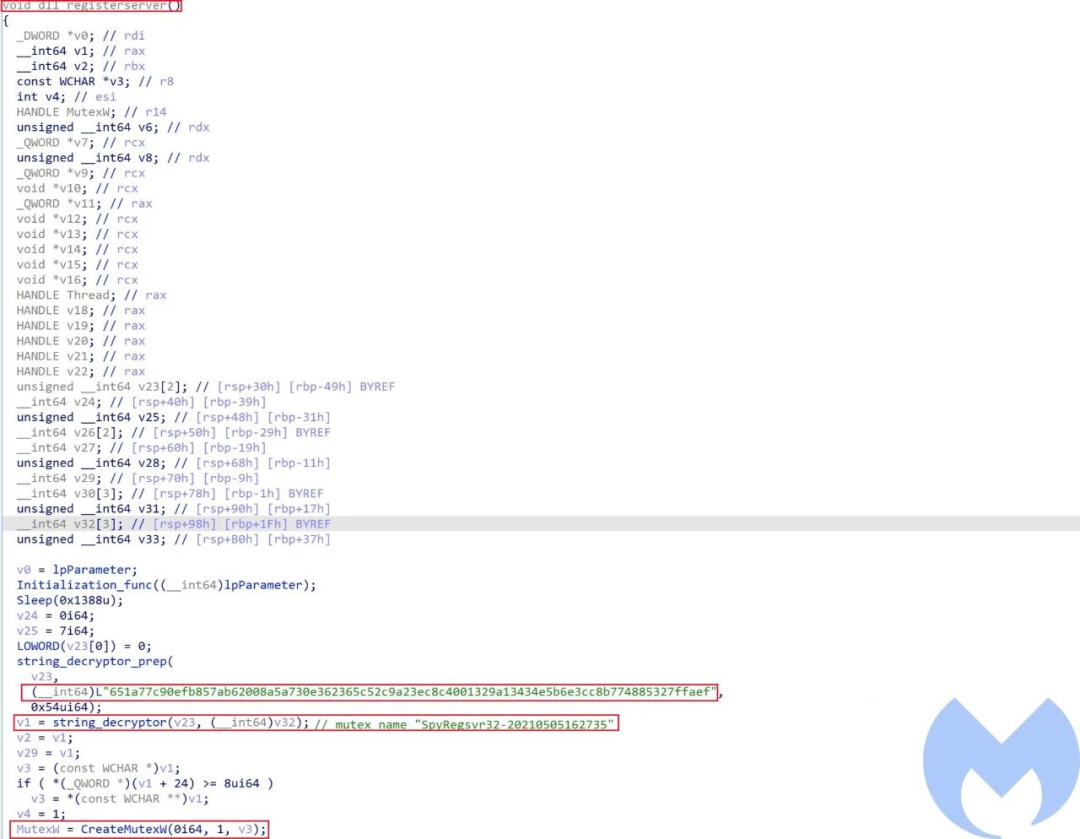 void dll_registerserver()
{
_DWORD *v0; // rdi
__int64 v1; // rax
__int64 v2; // rbx
const WCHAR *v3; // r8
int v4; // esi
HANDLE MutexW; // r14
unsigned __int64 v6; // rdx
_QWORD *v7; // rcx
unsigned __int64 v8; // rdx
_QWORD *v9; // rcx
void *v10; // rcx
_QWORD *v11; // rax
void *v12; // rcx
void *v13; // rcx
void *v14; // rcx
void *v15; // rcx
void *v16; // rcx
HANDLE Thread; // rax
HANDLE v18; // rax
HANDLE v19; // rax
HANDLE v20; // rax
HANDLE v21; // rax
HANDLE v22; // rax
unsigned __int64 v23[2]; // [rsp+30h] [rbp-49h] BYREF
__int64 v24; // [rsp+40h] [rbp-39h]
unsigned __int64 v25; // [rsp+48h] [rbp-31h]
__int64 v26[2]; // [rsp+50h] [rbp-29h] BYREF
__int64 v27; // [rsp+60h] [rbp-19h]
unsigned __int64 v28; // [rsp+68h] [rbp-11h]
__int64 v29; // [rsp+70h] [rbp-9h]
__int64 v30[3]; // [rsp+78h] [rbp-1h] BYREF
unsigned __int64 v31; // [rsp+90h] [rbp+17h]
__int64 v32[3]; // [rsp+98h] [rbp+1Fh] BYREF
unsigned __int64 v33; // [rsp+B0h] [rbp+37h]
v0 = lpParameter;
Initialization_func((__int64)lpParameter);
Sleep(0x1388u);
v24 = 0i64;
v25 = 7i64;
LOWORD(v23[0]) = 0;
string_decryptor_prep(
v23,
(__int64)L"651a77c90efb857ab62008a5a730e362365c52c9a23ec8c4001329a13434e5b6e3cc8b774885327ffaef",
0x54ui64);
v1 = string_decryptor(v23, (__int64)v32); // mutex name "SpyRegsvr32-20210505162735"
v2 = v1;
v29 = v1;
v3 = (const WCHAR *)v1;
if ( *(_QWORD *)(v1 + 24) >= 8ui64 )
v3 = *(const WCHAR **)v1;
v4 = 1;
MutexW = CreateMutexW(0i64, 1, v3);